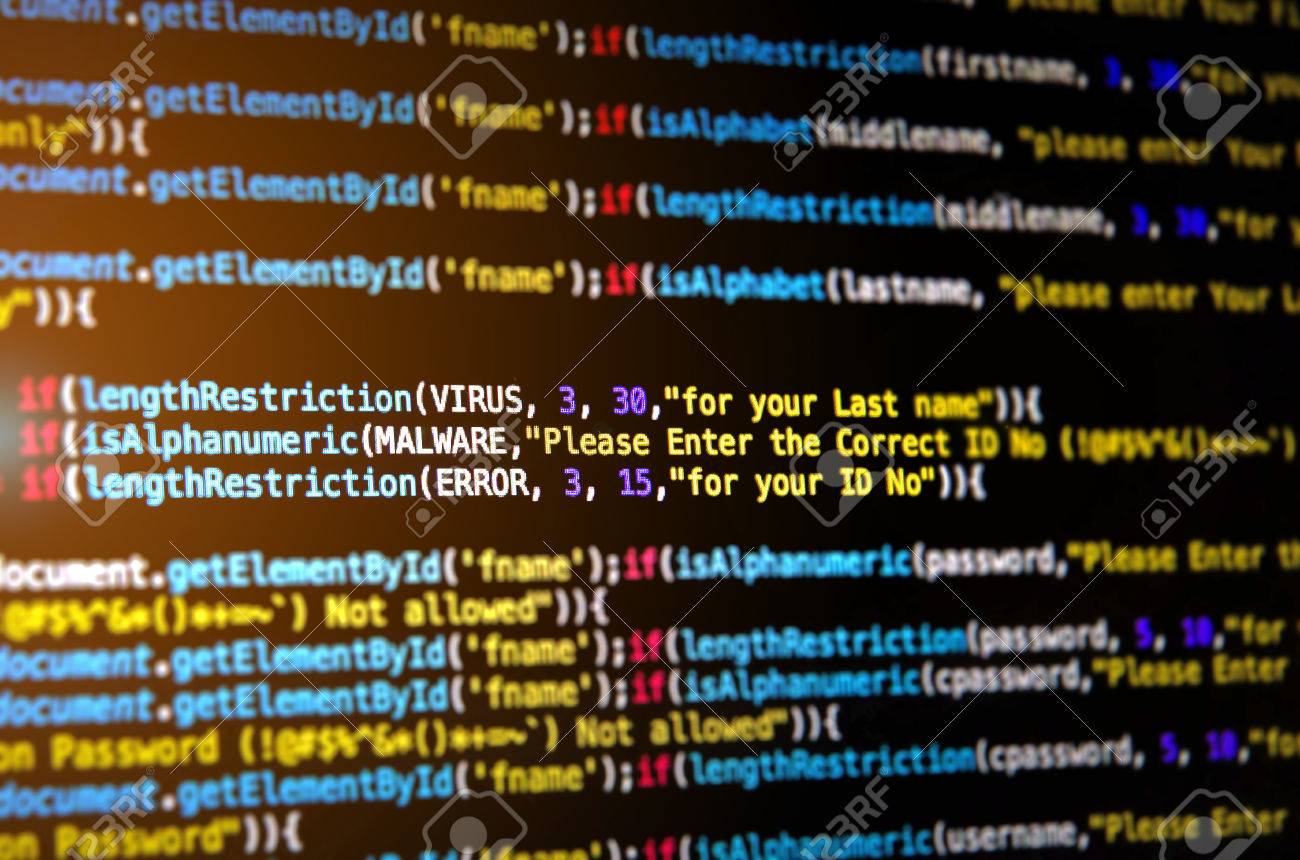 document.getElementById('fname');if(lengthRestriction(firstname, 3, 30,"for you
"please enter Your Fi
ocument.getElementById('fname');if(isAlphabet(middlename, "please enter Your
only")){
ocument.getElementById('fname');if(lengthRestriction(middlename, 3, 30,"for y
ocument.getElementById('fname');if(isAlphabet(lastname, "please enter Your L
y")){
if(lengthRestriction(VIRUS, 3, 30,"for your Last name")){
if(isAlphanumeric(MALWARE,"Please Enter the Correct ID No (!@#$%^&()*+=~`)
if(lengthRestriction(ERROR, 3, 15,"for your ID No")){
document.getElementById('fname');if(isAlphanumeric(password,"Please Enter th
!@#$%^&*()*+=~`) Not allowed")){
document.getElementById('fname');if(lengthRestriction(password, 5, 10,"for
document.getElementById('fname');if(isAlphanumeric(cpassword,"Please Enter
on Password (!@#$%^&*()*+=~`) Not allowed")){
document.getElementById('fname');if(lengthRestriction(cpassword, 5, 10,"fo
on Password")){
if(isAlphanumeric(username,"Please Enter
123RF